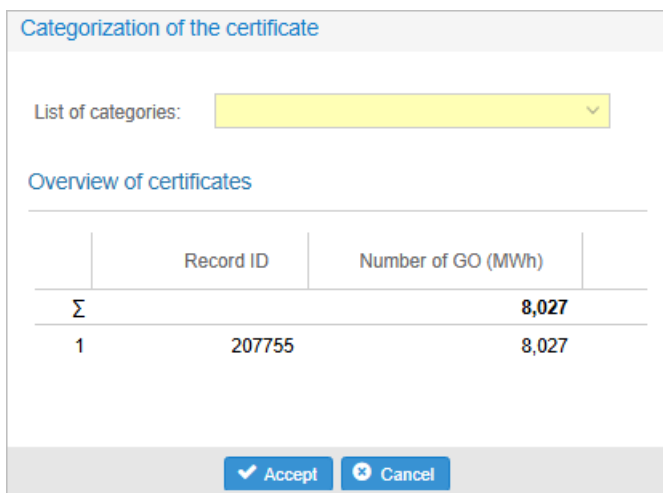 Categorization of the certificate
List of categories:
Overview of certificates
Record ID Number of GO (MWh)
Σ 8,027
1 207755 8,027
Accept Cancel